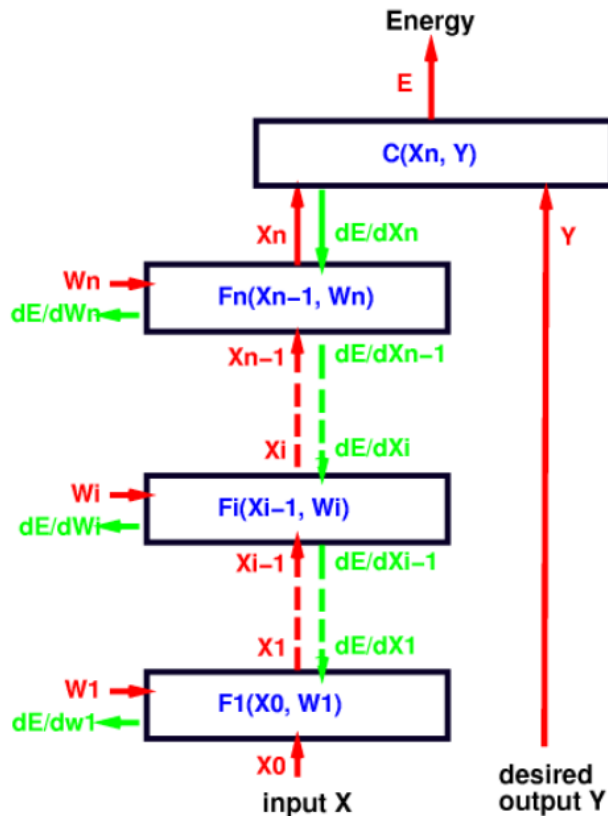 Energy
E
C(Xn, Y)
Xn
dE/dXn
Y
Wn
Fn(Xn−1, Wn)
dE/dWn
Xn−1
dE/dXn−1
Xi
dE/dXi
Wi
Fi(Xi−1, Wi)
dE/dWi
Xi−1
dE/dXi−1
X1
dE/dX1
W1
F1(X0, W1)
dE/dw1
X0
input X
desired
output Y